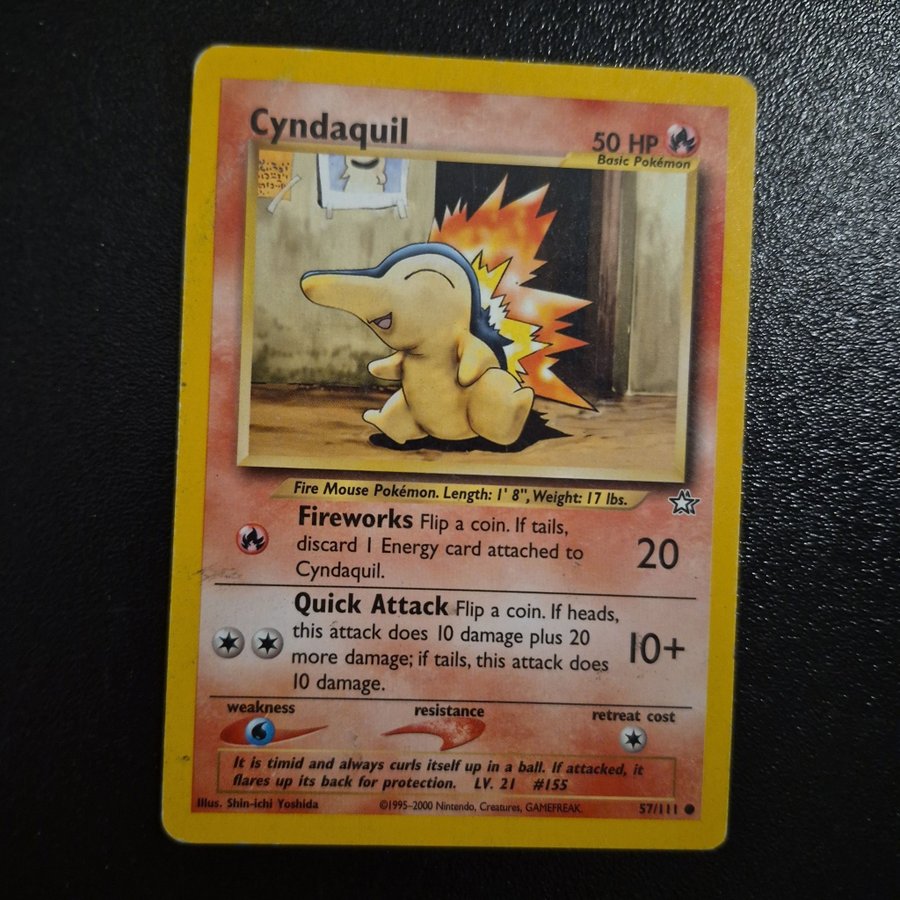 Cyndaquil
50 HP
Basic Pokémon
Fire Mouse Pokémon. Length: 1' 8", Weight: 17 lbs.
Fireworks Flip a coin. If tails,
discard 1 Energy card attached to
Cyndaquil.
20
Quick Attack Flip a coin. If heads,
this attack does 10 damage plus 20
more damage; if tails, this attack does
10 damage.
10+
weakness
resistance
retreat cost
It is timid and always curls itself up in a ball. If attacked, it
flares up its back for protection. LV. 21 #155
Illus. Shin-ichi Yoshida
©1995–2000 Nintendo, Creatures, GAMEFREAK.
57/111